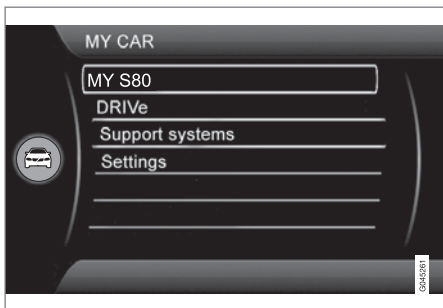 MY CAR
MY S80
DRIVe
Support systems
Settings
G045261